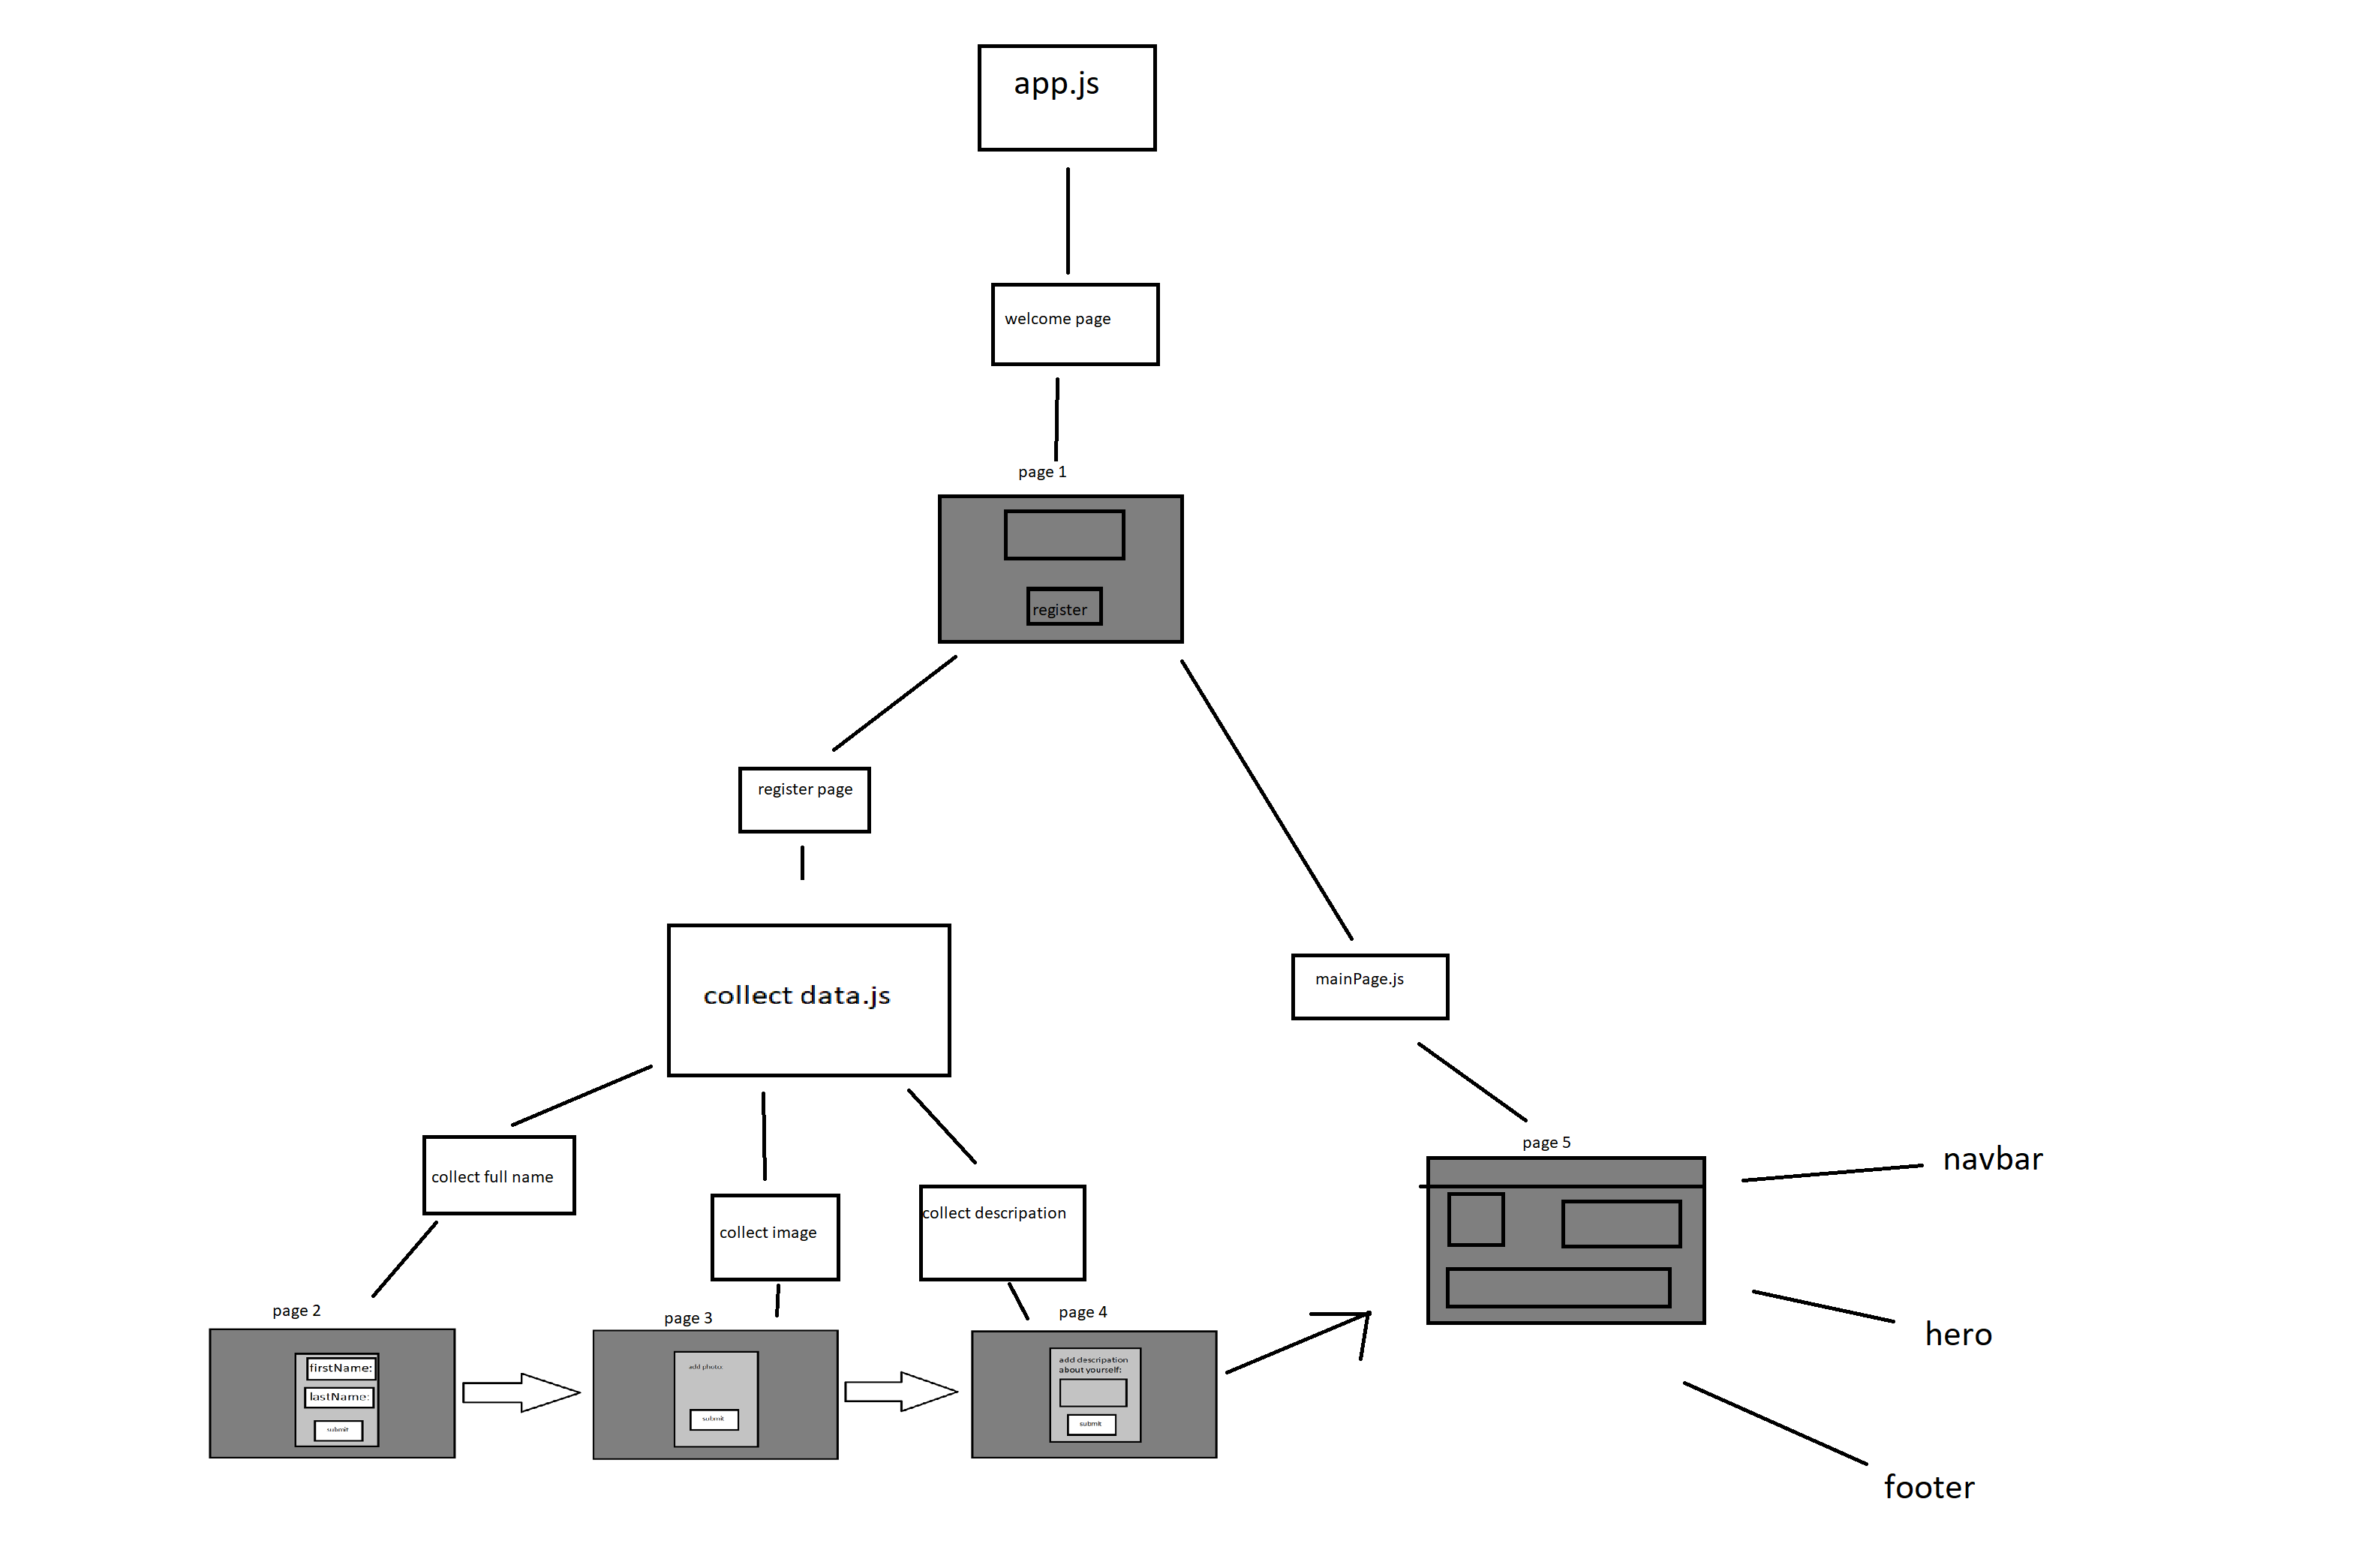 app.js
welcome page
page 1
register
register page
collect data.js
mainPage.js
collect full name
collect image
collect descripation
page 2
firstName:
lastName:
submit
page 3
add photo:
submit
page 4
add descripation
about yourself:
submit
page 5
navbar
hero
footer